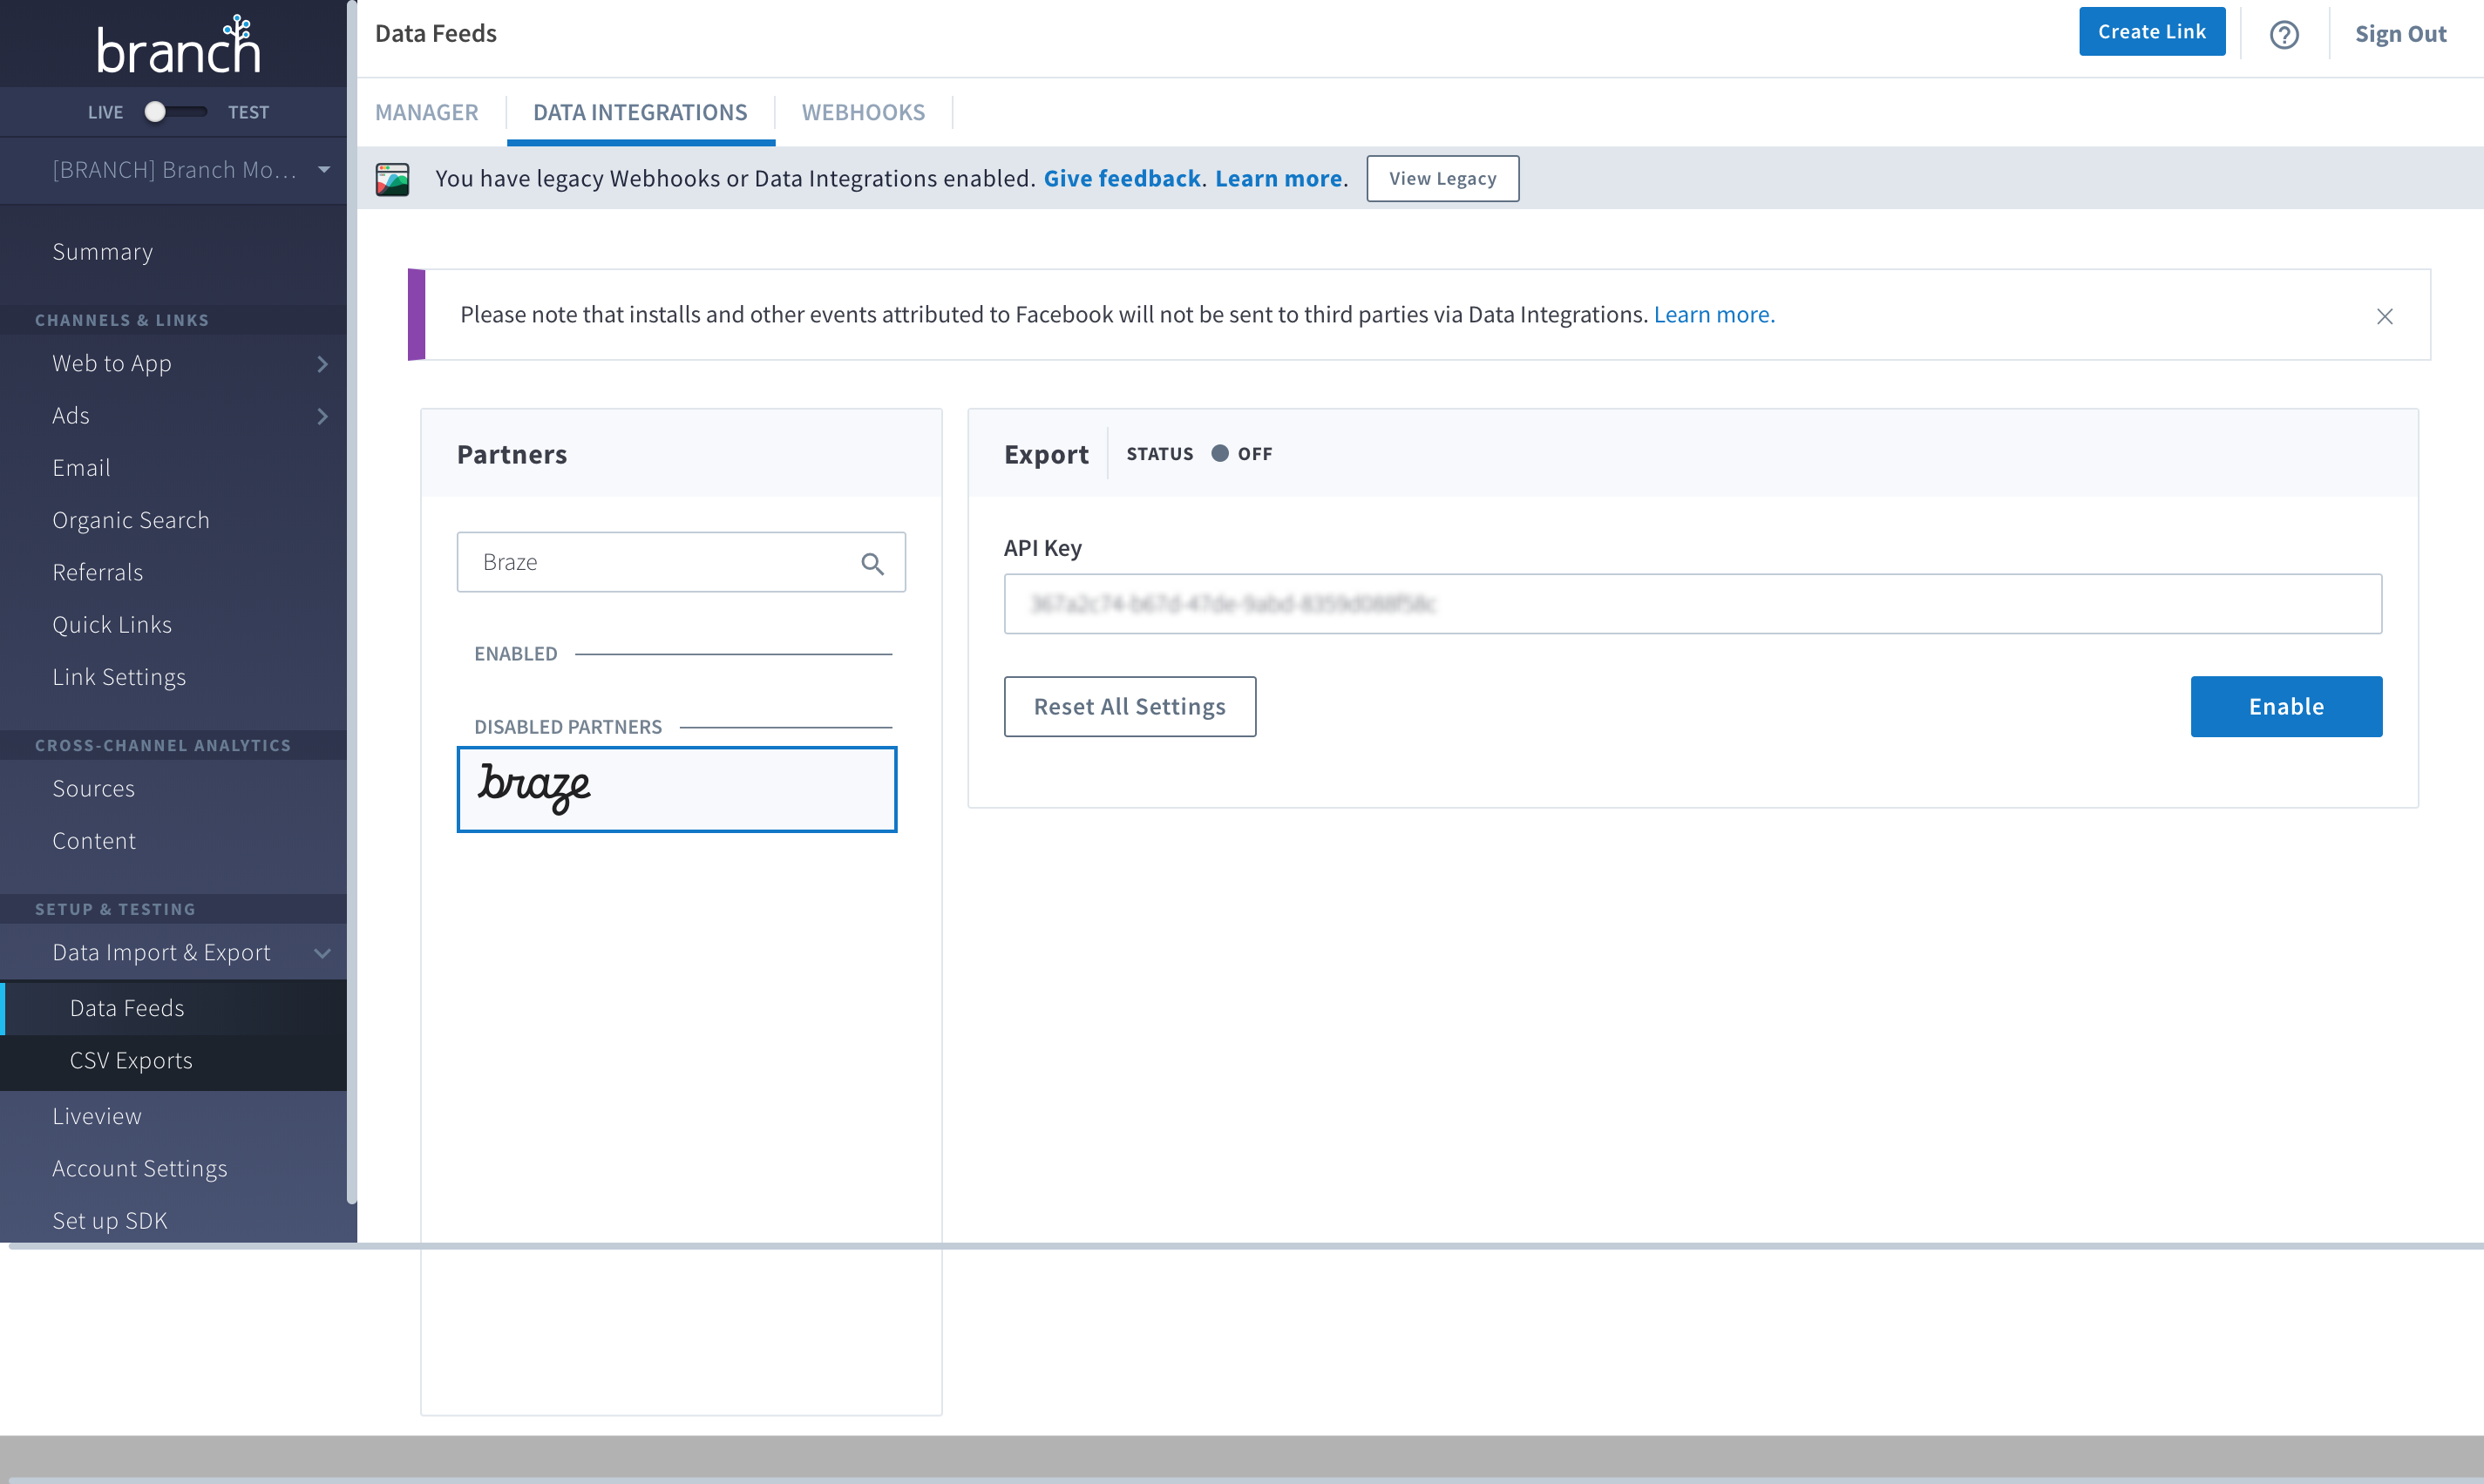 branch
LIVE TEST
[BRANCH] Branch Mo...
Summary
CHANNELS & LINKS
Web to App
Ads
Email
Organic Search
Referrals
Quick Links
Link Settings
CROSS-CHANNEL ANALYTICS
Sources
Content
SETUP & TESTING
Data Import & Export
Data Feeds
CSV Exports
Liveview
Account Settings
Set up SDK
Data Feeds
Create Link
Sign Out
MANAGER
DATA INTEGRATIONS
WEBHOOKS
You have legacy Webhooks or Data Integrations enabled. Give feedback. Learn more.
View Legacy
Please note that installs and other events attributed to Facebook will not be sent to third parties via Data Integrations. Learn more.
Partners
Braze
ENABLED
DISABLED PARTNERS
braze
Export
STATUS OFF
API Key
Reset All Settings
Enable